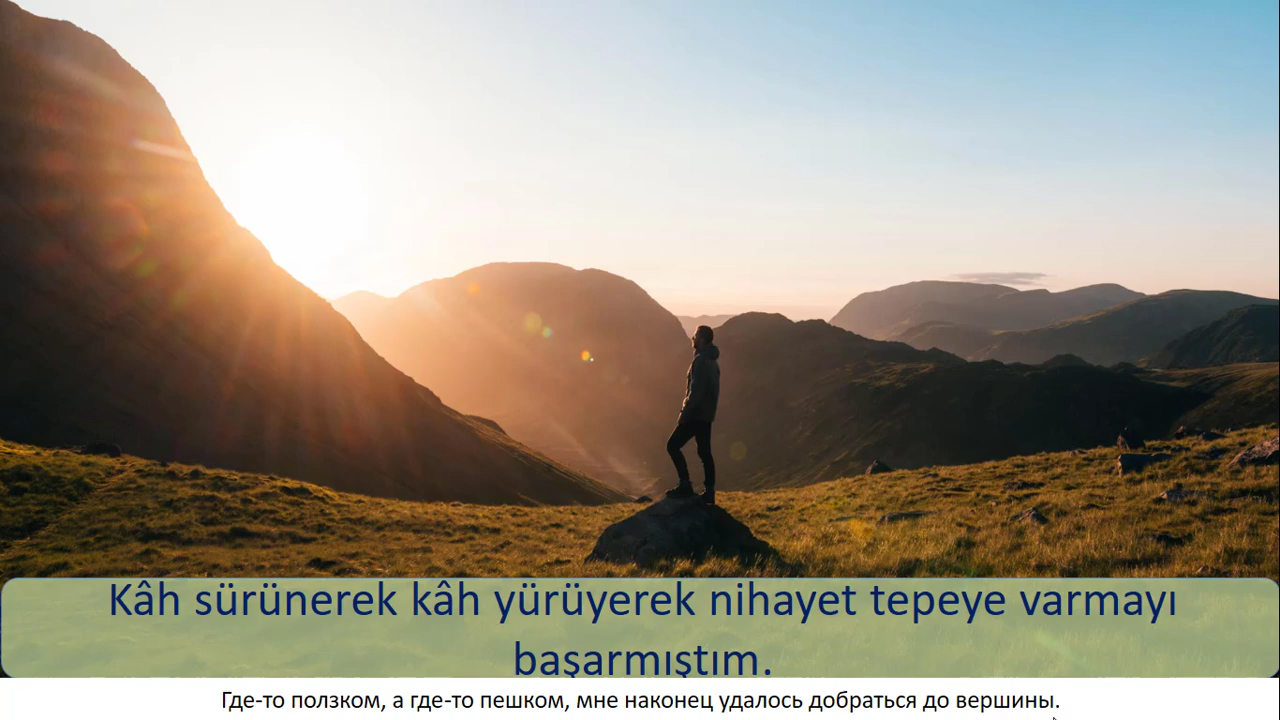 Kâh sürünerek kâh yürüyerek nihayet tepeye varmayı
başarmıştım.
Где-то ползком, а где-то пешком, мне наконец удалось добраться до вершины.